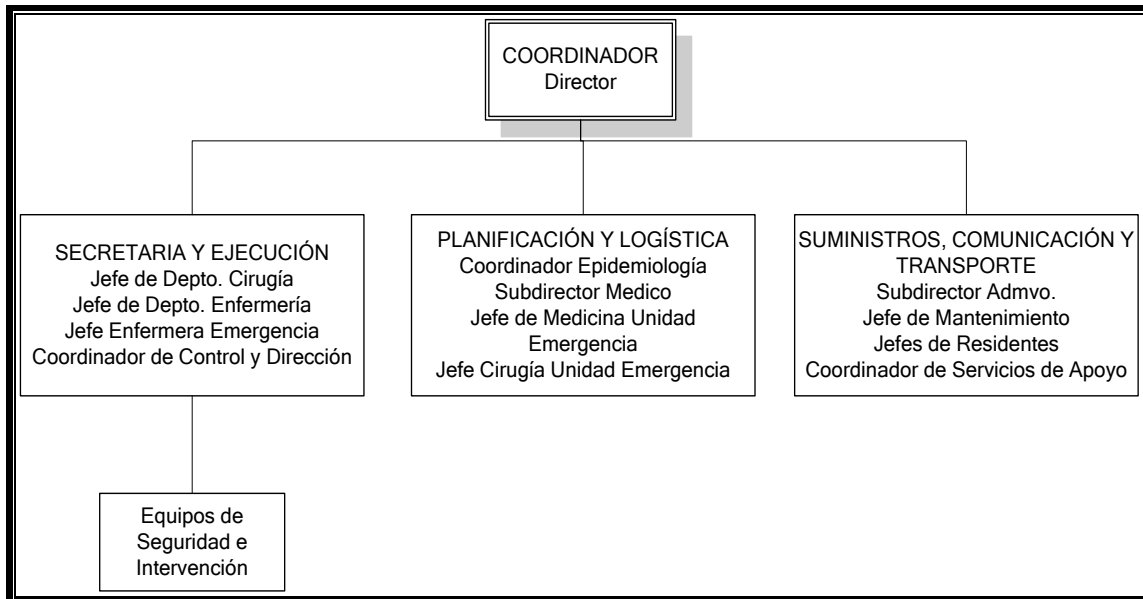 COORDINADOR
Director
SECRETARIA Y EJECUCIÓN
Jefe de Depto. Cirugía
Jefe de Depto. Enfermería
Jefe Enfermera Emergencia
Coordinador de Control y Dirección
PLANIFICACIÓN Y LOGÍSTICA
Coordinador Epidemiología
Subdirector Medico
Jefe de Medicina Unidad
Emergencia
Jefe Cirugía Unidad Emergencia
SUMINISTROS, COMUNICACIÓN Y
TRANSPORTE
Subdirector Admvo.
Jefe de Mantenimiento
Jefes de Residentes
Coordinador de Servicios de Apoyo
Equipos de
Seguridad e
Intervención